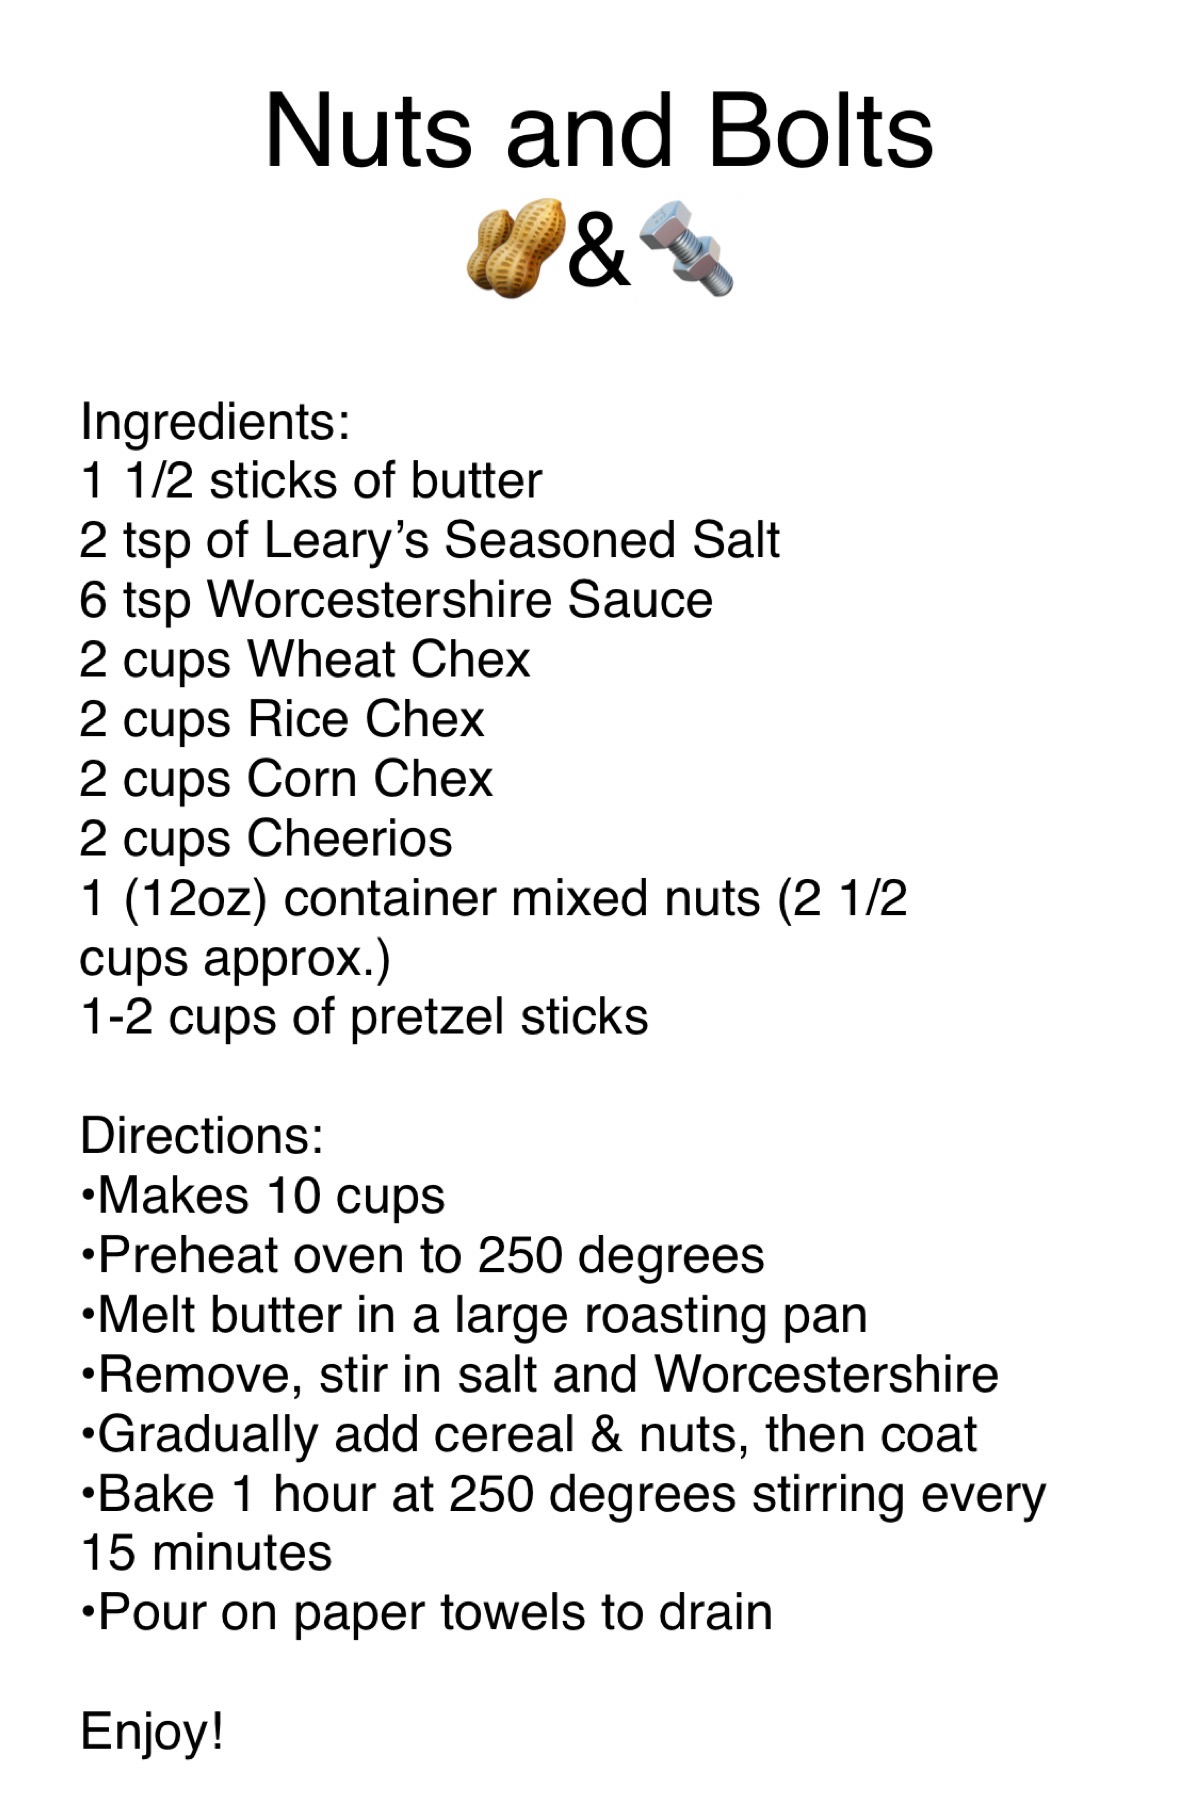 Nuts and Bolts
🥜&🔩
Ingredients:
1 1/2 sticks of butter
2 tsp of Leary’s Seasoned Salt
6 tsp Worcestershire Sauce
2 cups Wheat Chex
2 cups Rice Chex
2 cups Corn Chex
2 cups Cheerios
1 (12oz) container mixed nuts (2 1/2
cups approx.)
1-2 cups of pretzel sticks
Directions:
•Makes 10 cups
•Preheat oven to 250 degrees
•Melt butter in a large roasting pan
•Remove, stir in salt and Worcestershire
•Gradually add cereal & nuts, then coat
•Bake 1 hour at 250 degrees stirring every
15 minutes
•Pour on paper towels to drain
Enjoy!